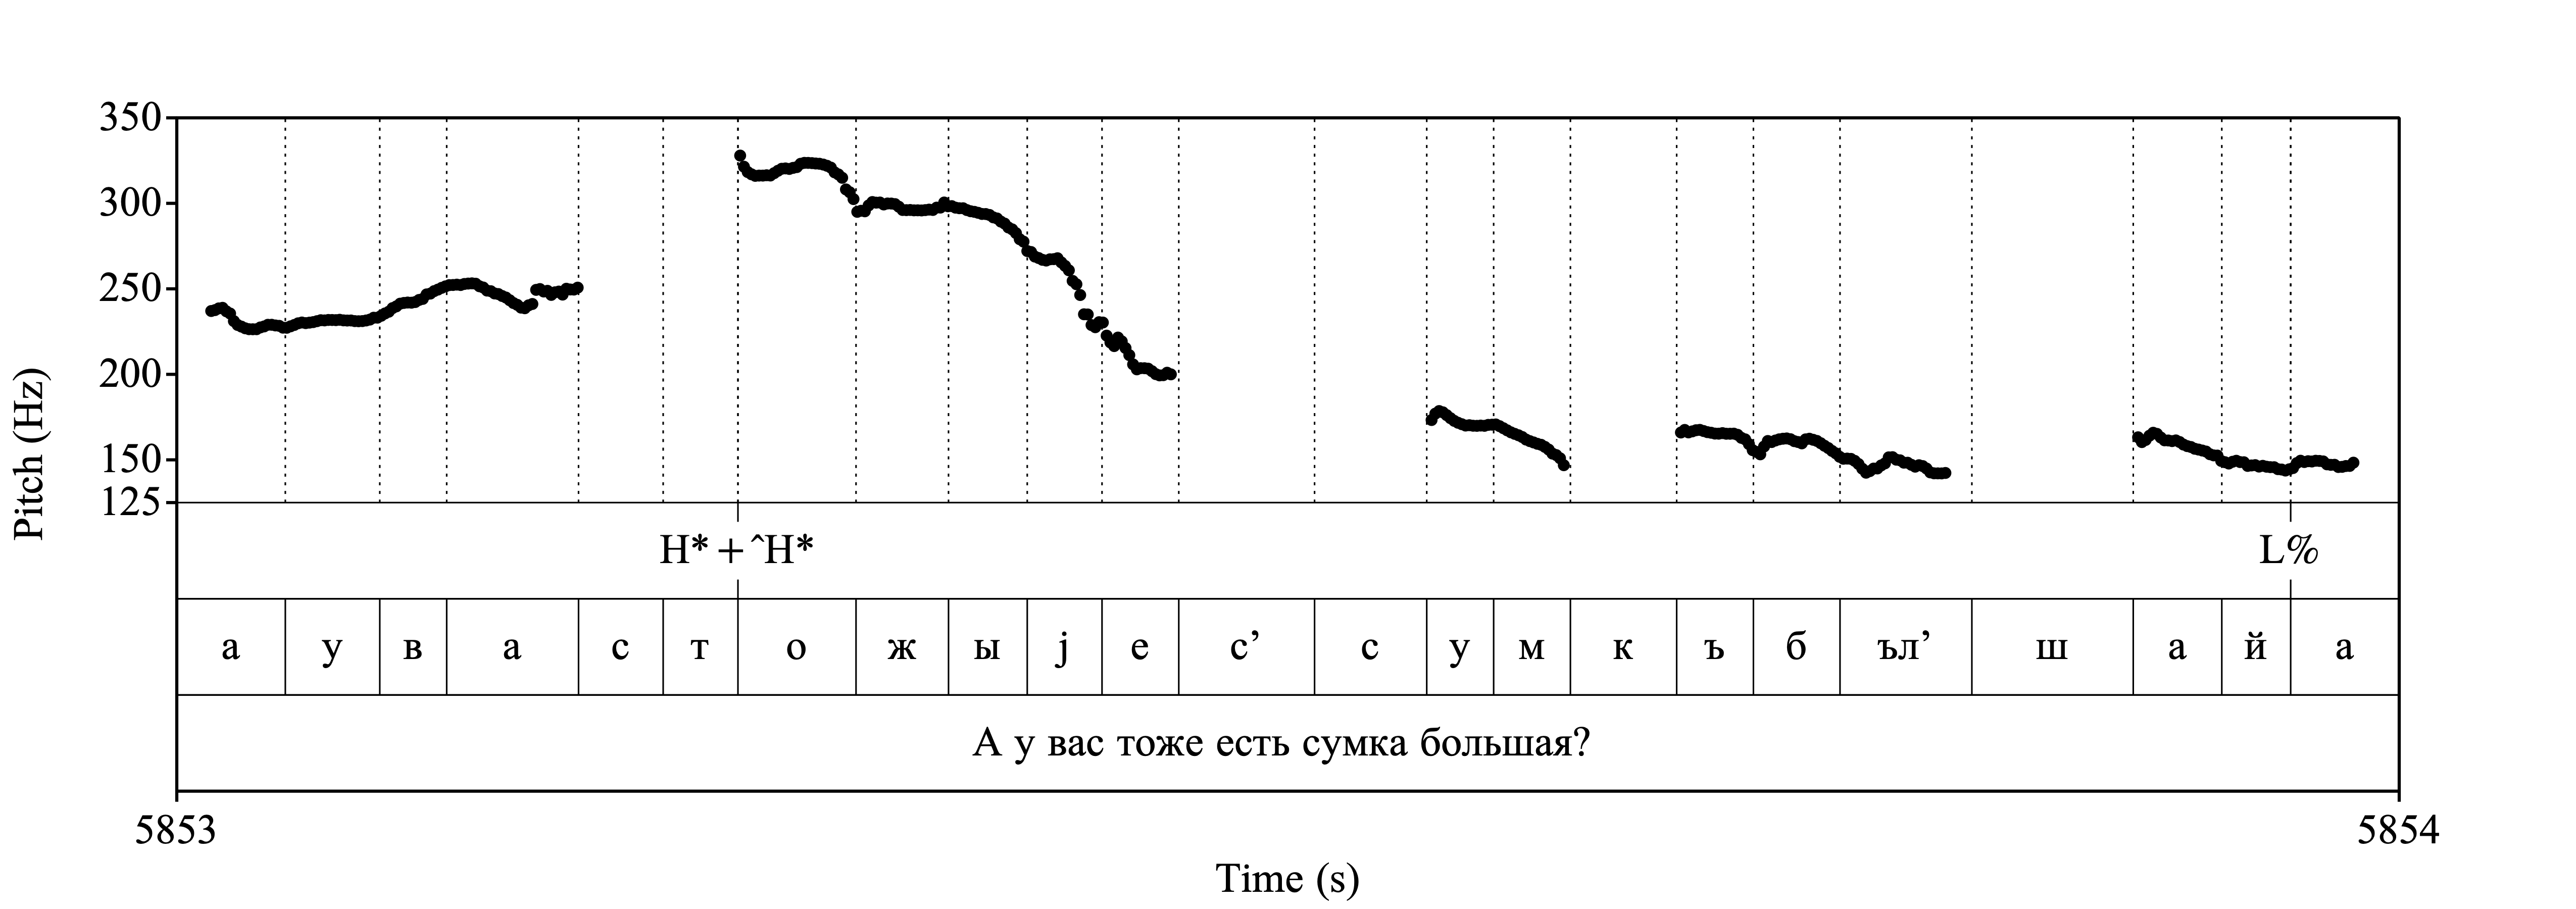 350
300
250
200
150
125
Pitch (Hz)
H* + ˆH* L%
а у в а с т о ж ы j е с’ с у м к ъ б ъл’ ш а й а
А у вас тоже есть сумка большая?
5853 5854
Time (s)